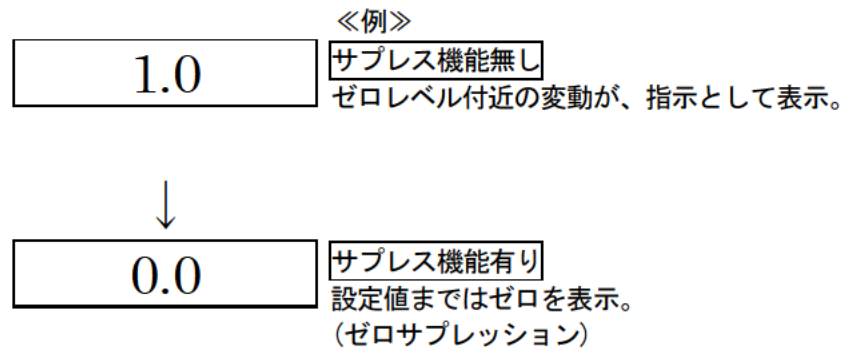 ≪例≫
1.0
サプレス機能無し
ゼロレベル付近の変動が、指示として表示。
↓
0.0
サプレス機能有り
設定値まではゼロを表示。
(ゼロサプレッション)